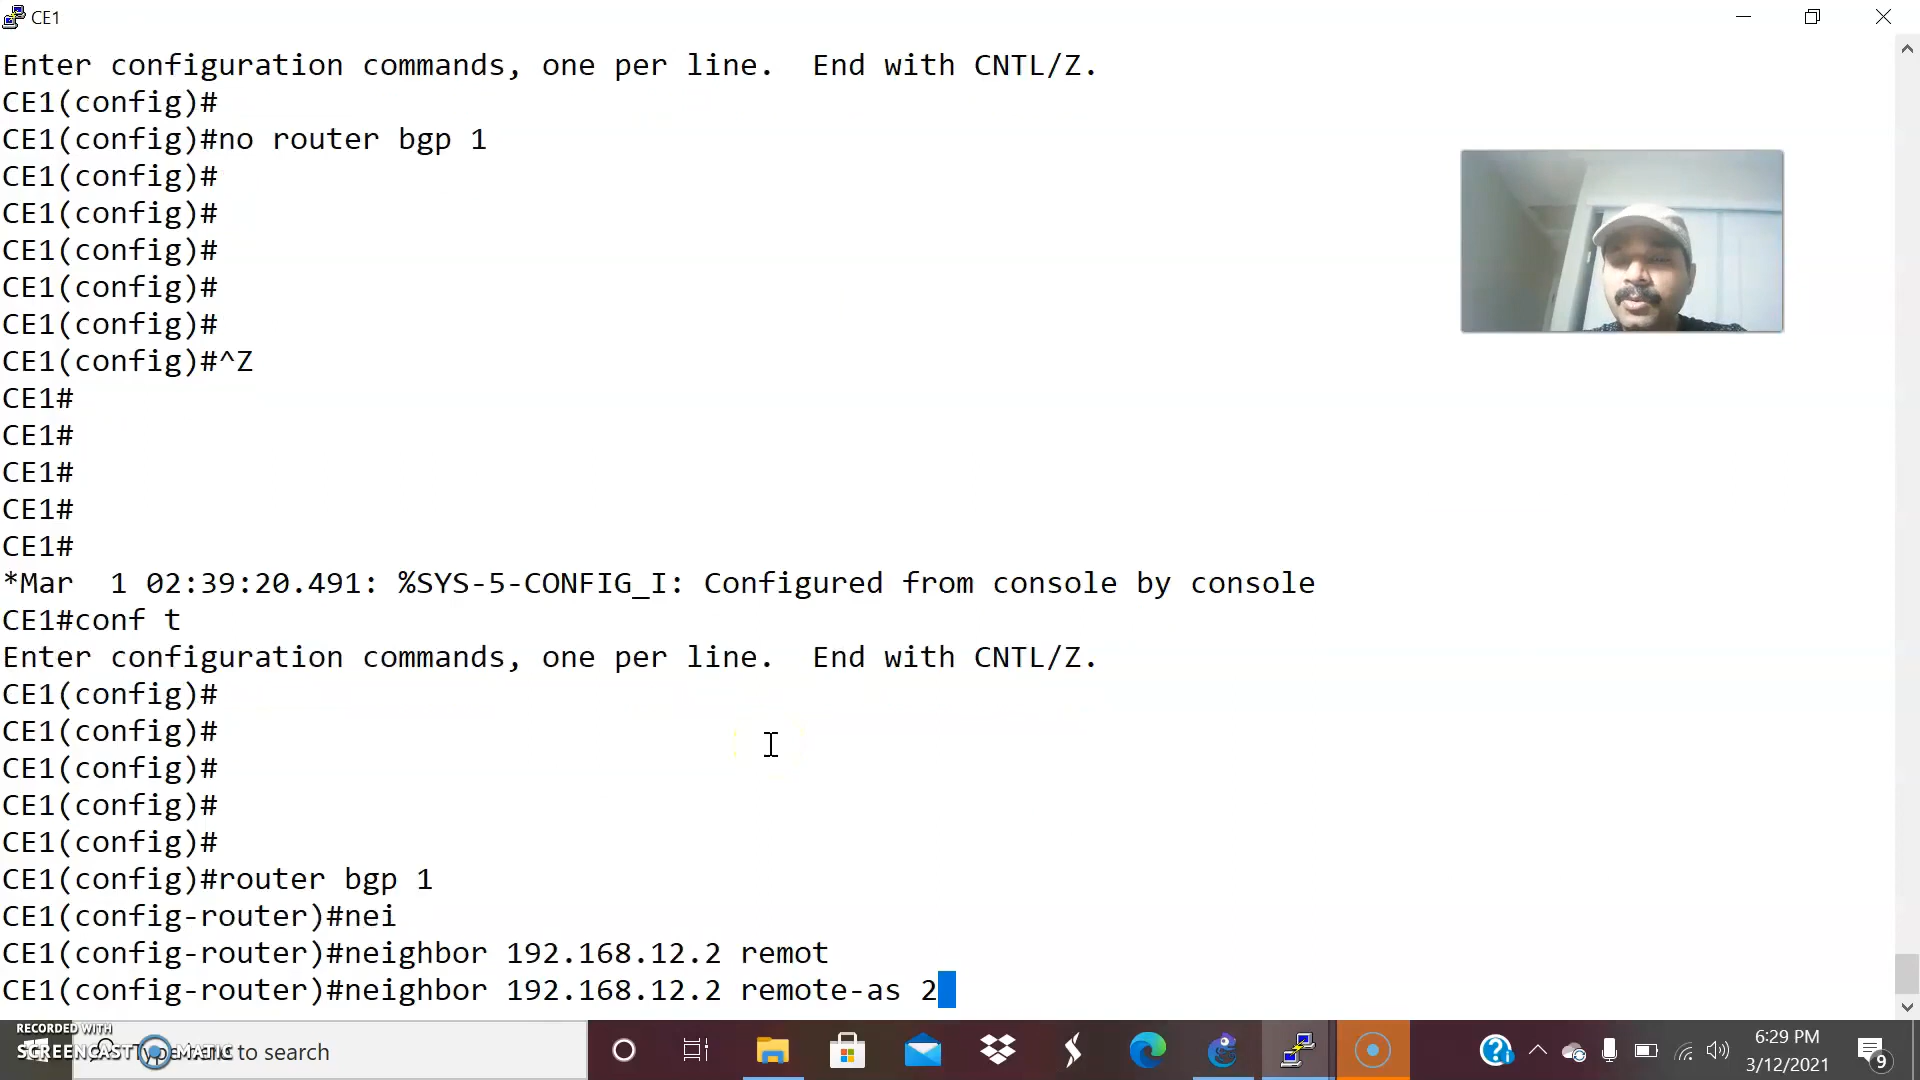 CE1
Enter configuration commands, one per line.  End with CNTL/Z.
CE1(config)#
CE1(config)#no router bgp 1
CE1(config)#
CE1(config)#
CE1(config)#
CE1(config)#
CE1(config)#
CE1(config)#^Z
CE1#
CE1#
CE1#
CE1#
CE1#
*Mar  1 02:39:20.491: %SYS-5-CONFIG_I: Configured from console by console
CE1#conf t
Enter configuration commands, one per line.  End with CNTL/Z.
CE1(config)#
CE1(config)#
CE1(config)#
CE1(config)#
CE1(config)#
CE1(config)#router bgp 1
CE1(config-router)#nei
CE1(config-router)#neighbor 192.168.12.2 remot
CE1(config-router)#neighbor 192.168.12.2 remote-as 2
RECORDED WITH
SCREENCAST MATIC
to search
6:29 PM
3/12/2021
9